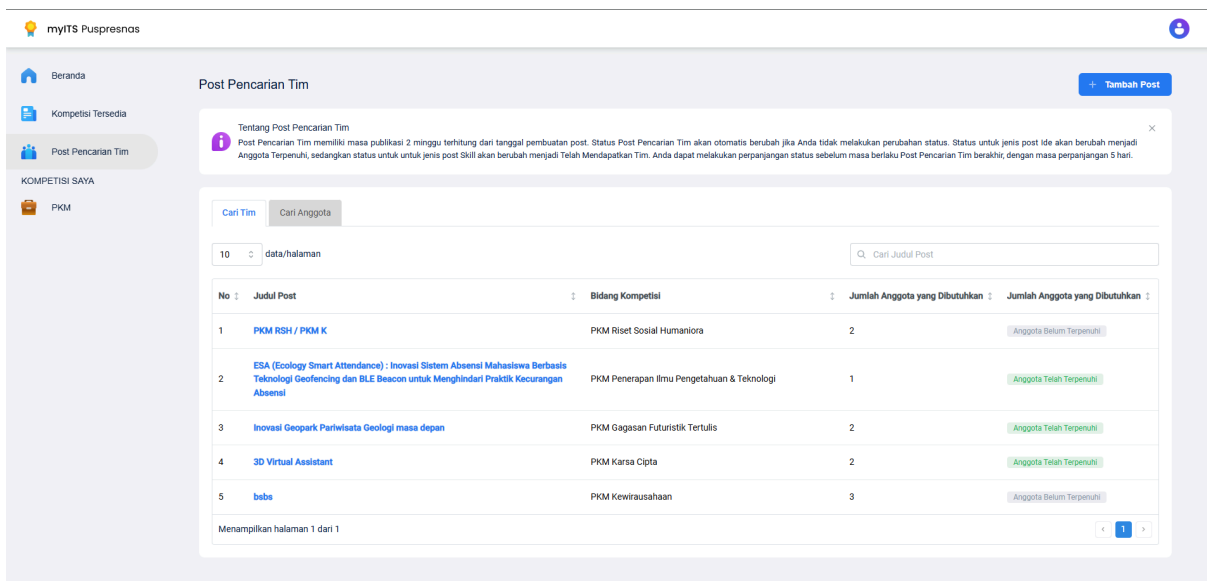 myITS Puspresnas
Beranda
Kompetisi Tersedia
Post Pencarian Tim
KOMPETISI SAYA
PKM
Post Pencarian Tim
+ Tambah Post
Tentang Post Pencarian Tim
Post Pencarian Tim memiliki masa publikasi 2 minggu terhitung dari tanggal pembuatan post. Status Post Pencarian Tim akan otomatis berubah jika Anda tidak melakukan perubahan status. Status untuk jenis post Ide akan berubah menjadi
Anggota Terpenuhi, sedangkan status untuk untuk jenis post Skill akan berubah menjadi Telah Mendapatkan Tim. Anda dapat melakukan perpanjangan status sebelum masa berlaku Post Pencarian Tim berakhir, dengan masa perpanjangan 5 hari.
Cari Tim
Cari Anggota
10 data/halaman
Cari Judul Post
No Judul Post Bidang Kompetisi Jumlah Anggota yang Dibutuhkan Jumlah Anggota yang Dibutuhkan
1 PKM RSH / PKM K PKM Riset Sosial Humaniora 2 Anggota Belum Terpenuhi
ESA (Ecology Smart Attendance) : Inovasi Sistem Absensi Mahasiswa Berbasis
2 Teknologi Geofencing dan BLE Beacon untuk Menghindari Praktik Kecurangan PKM Penerapan Ilmu Pengetahuan & Teknologi 1 Anggota Telah Terpenuhi
Absensi
3 Inovasi Geopark Pariwisata Geologi masa depan PKM Gagasan Futuristik Tertulis 2 Anggota Telah Terpenuhi
4 3D Virtual Assistant PKM Karsa Cipta 2 Anggota Telah Terpenuhi
5 bsbs PKM Kewirausahaan 3 Anggota Belum Terpenuhi
Menampilkan halaman 1 dari 1
1